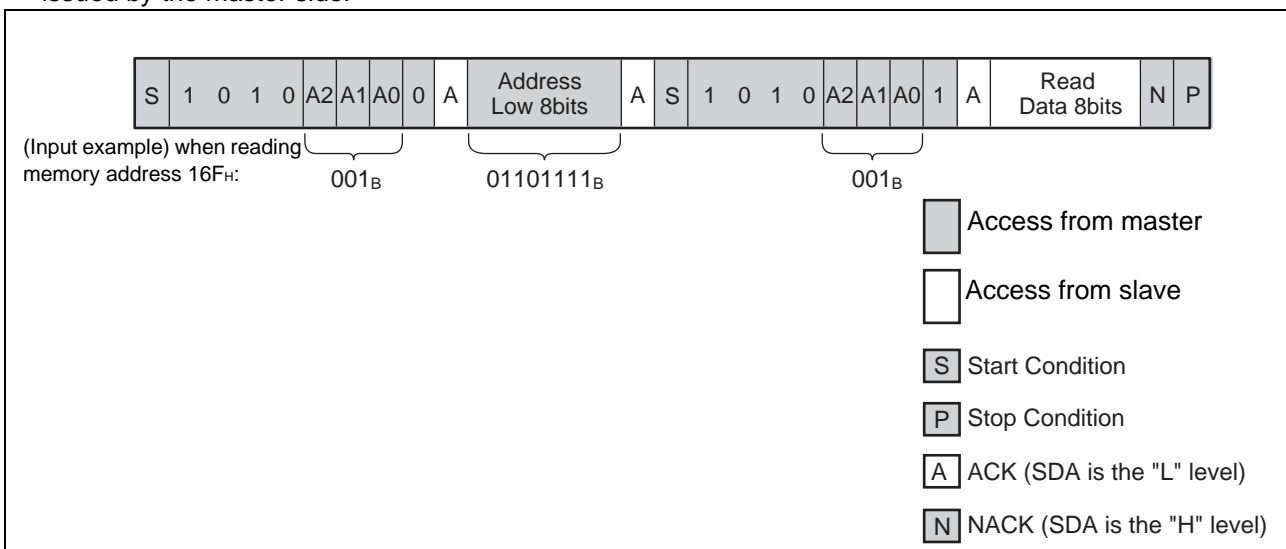 issued by the master side.
S 1 0 1 0 A2 A1 A0 0 A Address Low 8bits A S 1 0 1 0 A2 A1 A0 1 A Read Data 8bits N P
(Input example) when reading
memory address 16FH: 001B 01101111B 001B
Access from master
Access from slave
S Start Condition
P Stop Condition
A ACK (SDA is the "L" level)
N NACK (SDA is the "H" level)